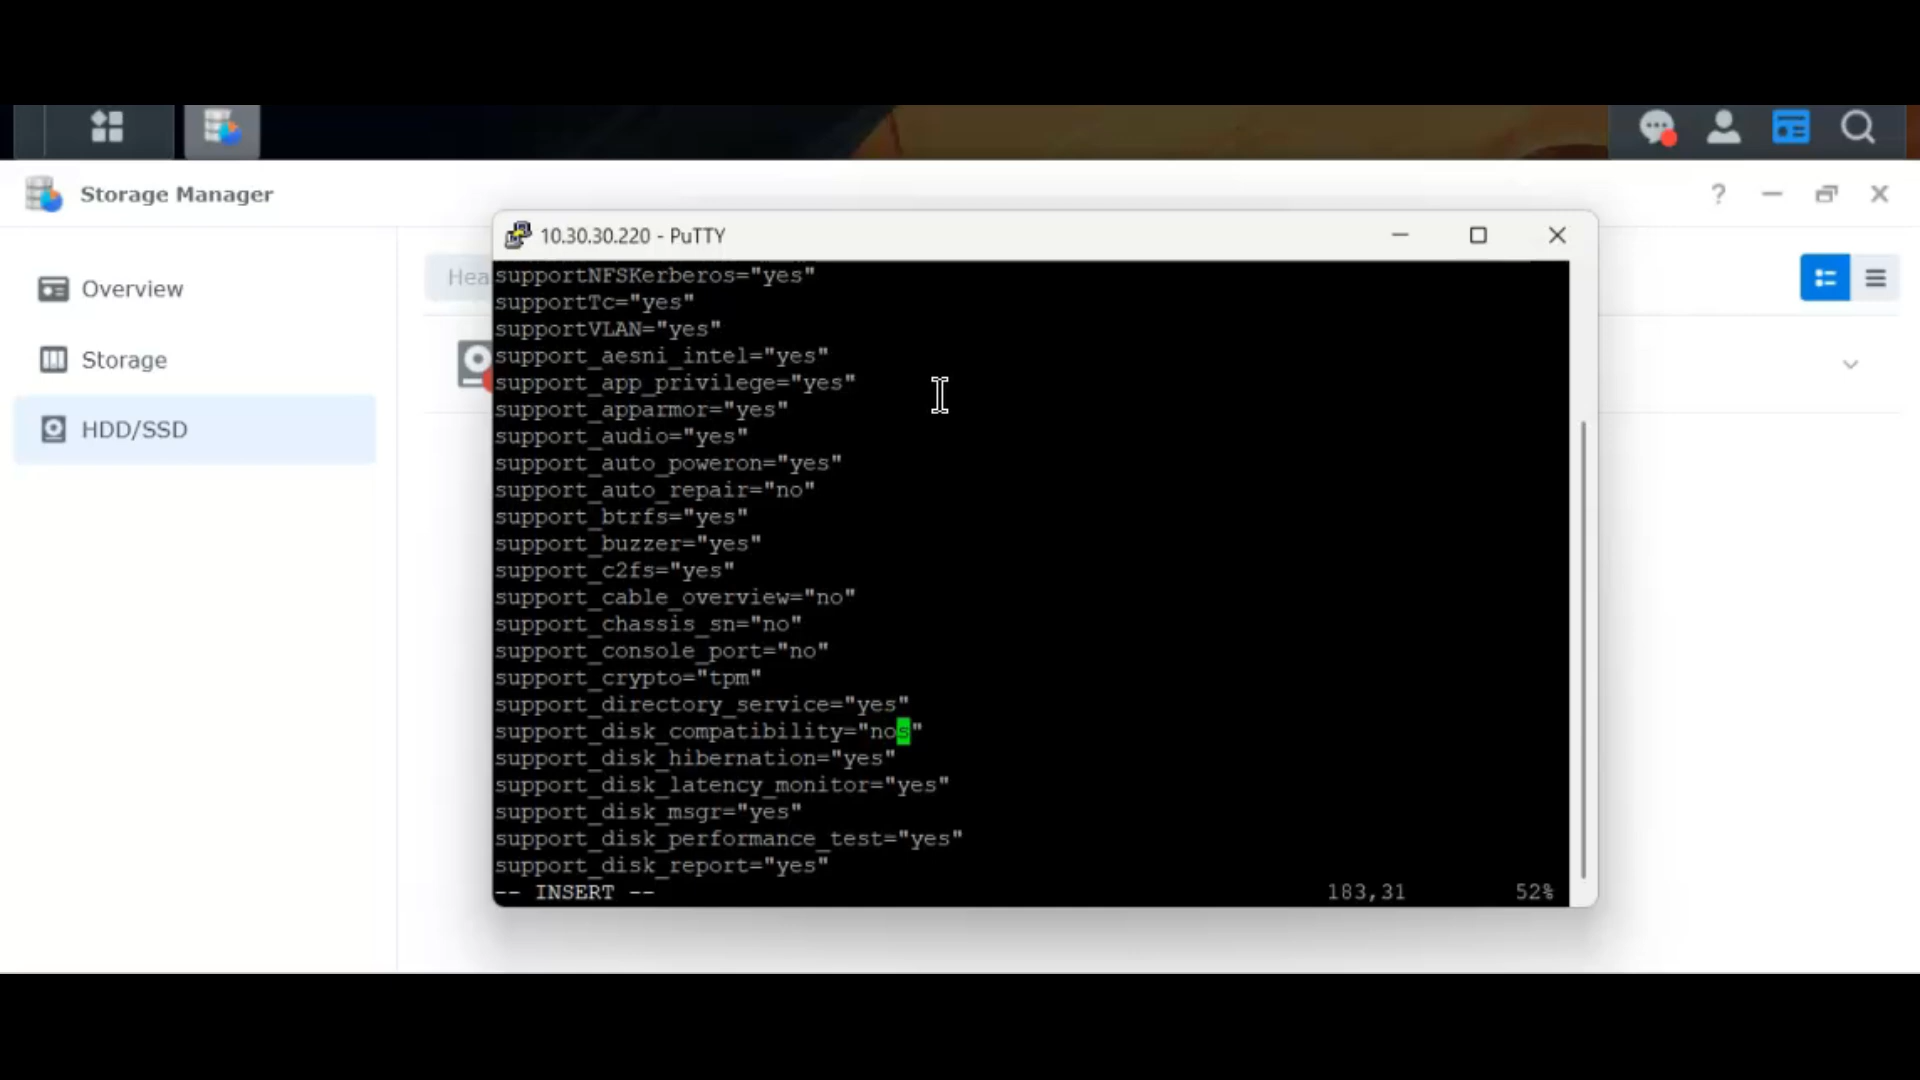 Storage Manager
?
10.30.30.220 - PuTTY
Overview
Storage
HDD/SSD
Hea
supportNFSKerberos="yes"
supportTc="yes"
supportVLAN="yes"
support_aesni_intel="yes"
support_app_privilege="yes"
support_apparmor="yes"
support_audio="yes"
support_auto_poweron="yes"
support_auto_repair="no"
support_btrfs="yes"
support_buzzer="yes"
support_c2fs="yes"
support_cable_overview="no"
support_chassis_sn="no"
support_console_port="no"
support_crypto="tpm"
support_directory_service="yes"
support_disk_compatibility="nos"
support_disk_hibernation="yes"
support_disk_latency_monitor="yes"
support_disk_msgr="yes"
support_disk_performance_test="yes"
support_disk_report="yes"
-- INSERT -- 183,31 52%